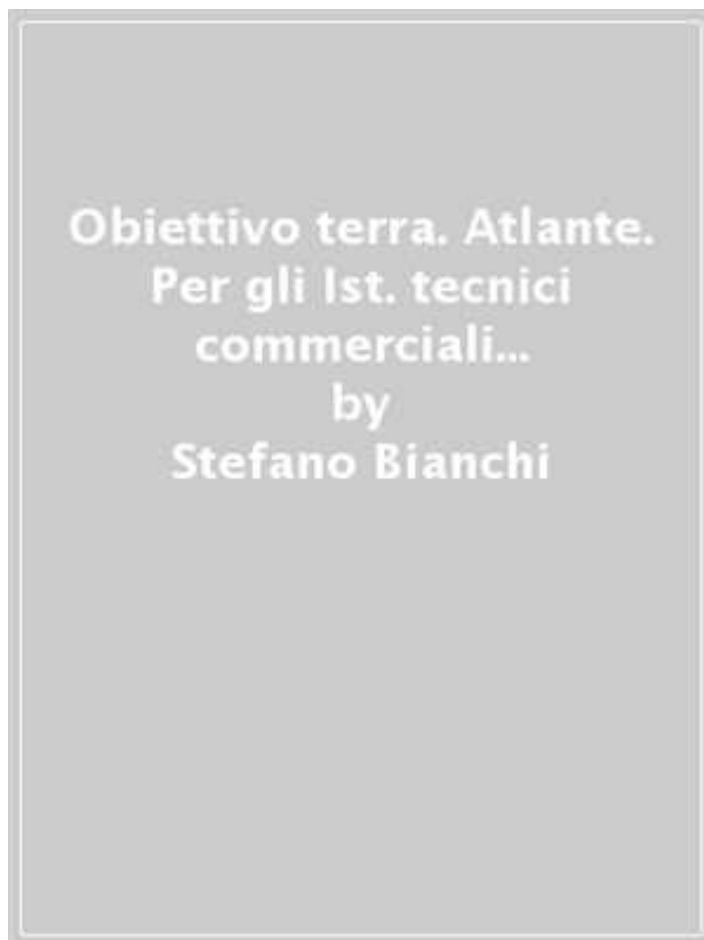 Obiettivo terra. Atlante.
Per gli Ist. tecnici
commerciali...
by
Stefano Bianchi